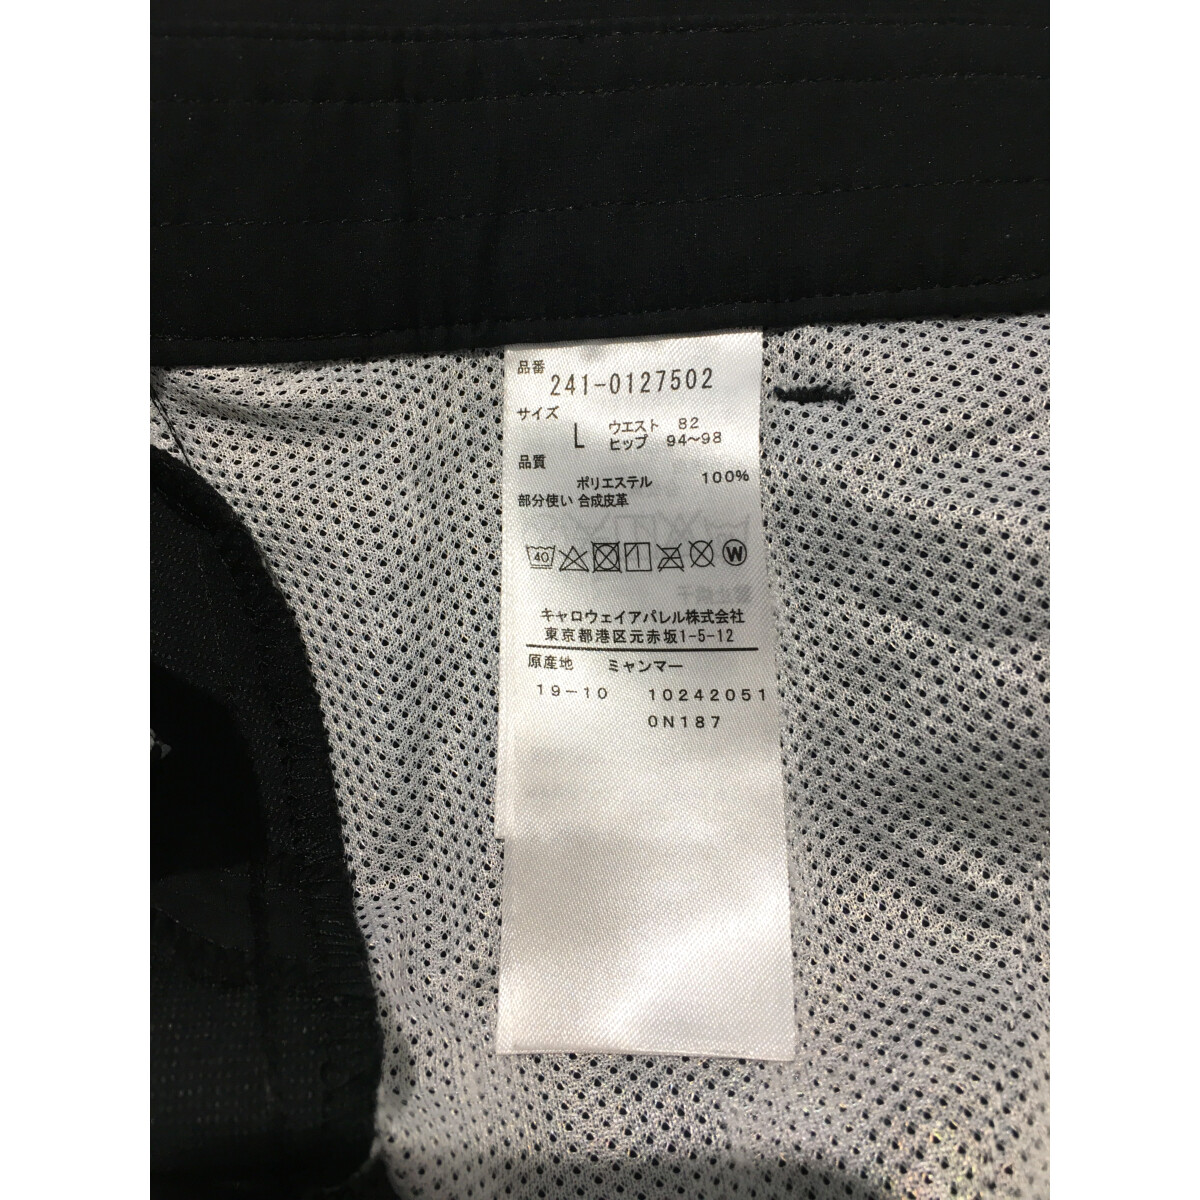 品番
241-0127502
サイズ
L ウエスト 82
ヒップ 94~98
品質
ポリエステル 100%
部分使い 合成皮革
40 W
キャロウェイアパレル株式会社
東京都港区元赤坂1-5-12
原産地 ミャンマー
19-10 10242051
0N187